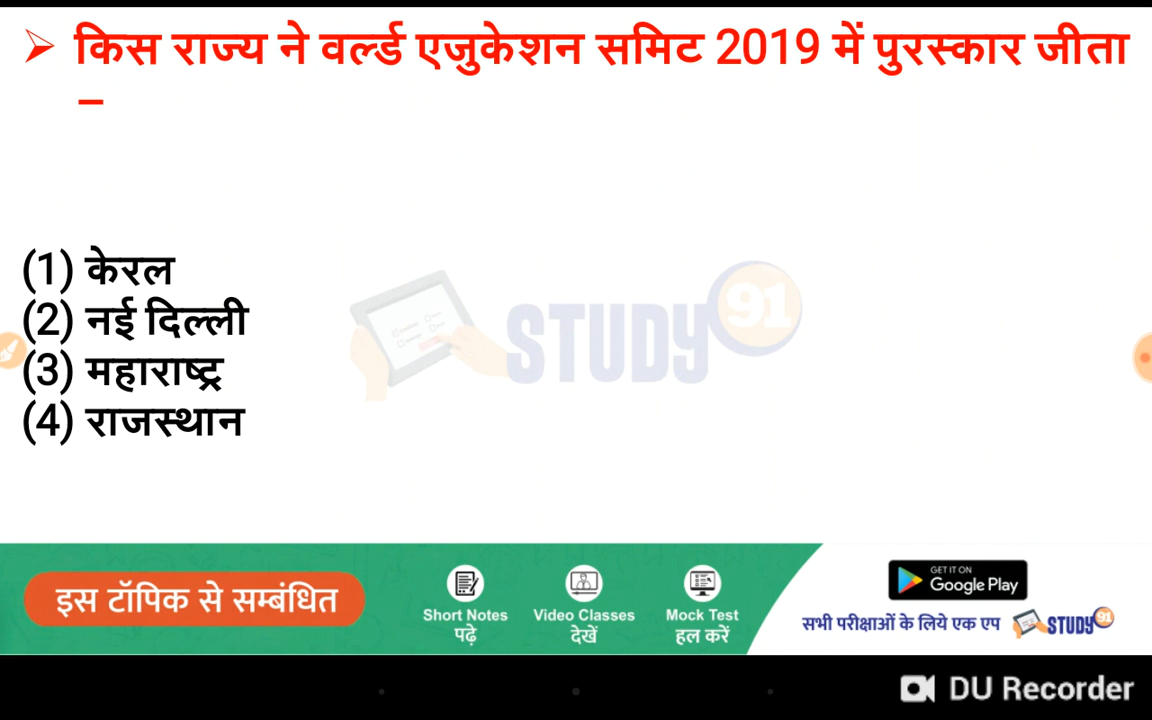 ➢ किस राज्य ने वर्ल्ड एजुकेशन समिट 2019 में पुरस्कार जीता
–
(1) केरल
(2) नई दिल्ली
(3) महाराष्ट्र
(4) राजस्थान
STUDY 91
इस टॉपिक से सम्बंधित
Short Notes
पढ़े
Video Classes
देखें
Mock Test
हल करें
GET IT ON
Google Play
सभी परीक्षाओं के लिये एक एप STUDY 91
DU Recorder